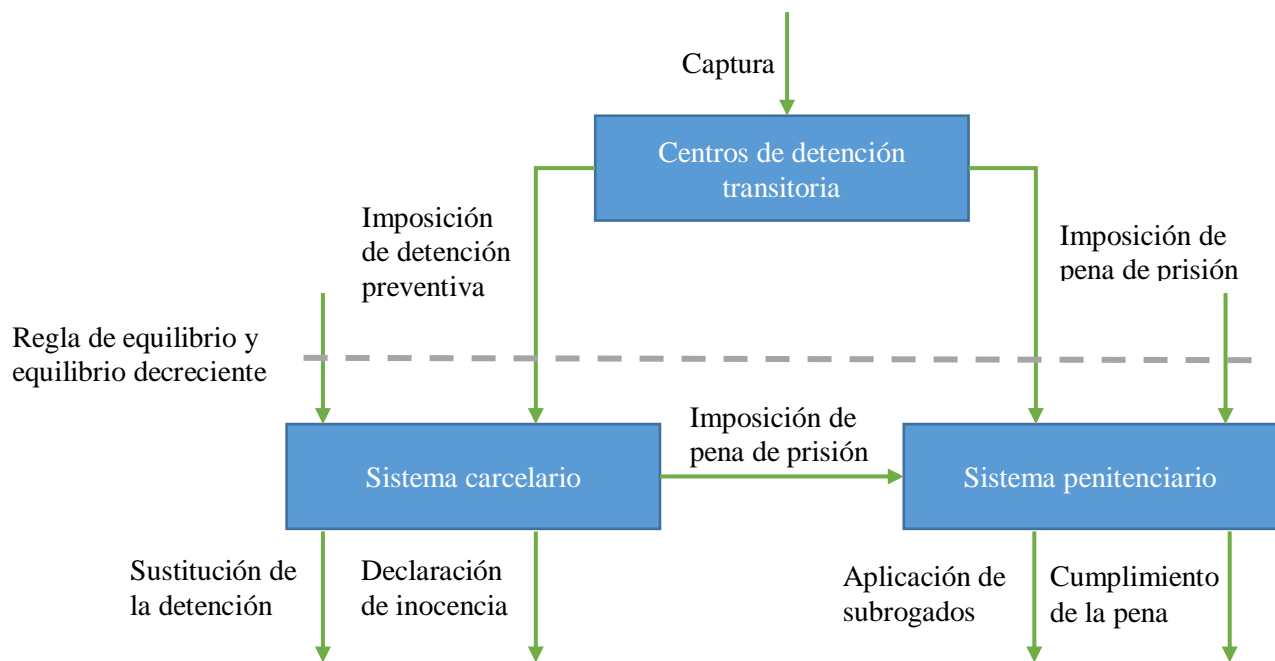 Captura
Centros de detención
transitoria
Imposición
de detención
preventiva
Imposición de
pena de prisión
Regla de equilibrio y
equilibrio decreciente
Imposición de
pena de prisión
Sistema carcelario
Sistema penitenciario
Sustitución de
la detención
Declaración
de inocencia
Aplicación de
subrogados
Cumplimiento
de la pena